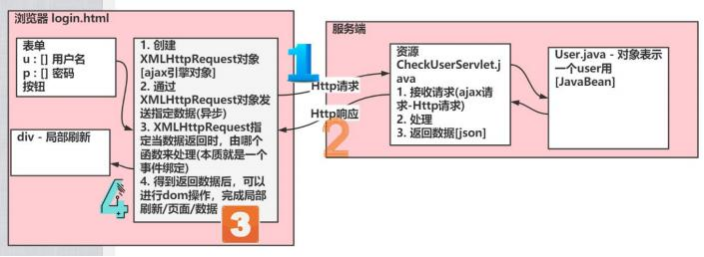 浏览器 login.html
表单
u : [] 用户名
p : [] 密码
按钮
div - 局部刷新
1. 创建
XMLHttpRequest对象
[ajax引擎对象]
2. 通过
XMLHttpRequest对象发
送指定数据(异步)
3. XMLHttpRequest指
定当数据返回时，由哪个
函数来处理(本质就是一个
事件绑定)
4. 得到返回数据后，可以
进行dom操作，完成局部
刷新/页面/数据
1
Http请求
Http响应
2
3
4
服务端
资源
CheckUserServlet.j
ava
1. 接收请求(ajax请
求-Http请求)
2. 处理
3. 返回数据[json]
User.java - 对象表示
一个user用
[JavaBean]